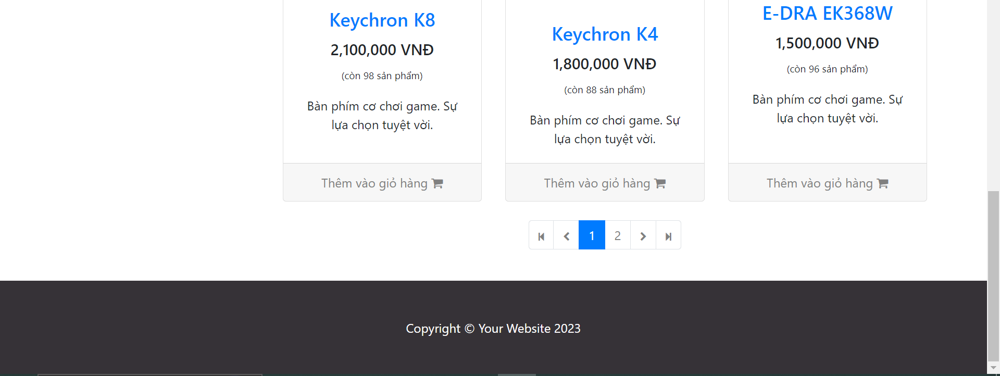 Keychron K8
2,100,000 VNĐ
(còn 98 sản phẩm)
Bàn phím cơ chơi game. Sự
lựa chọn tuyệt vời.
Thêm vào giỏ hàng
Keychron K4
1,800,000 VNĐ
(còn 88 sản phẩm)
Bàn phím cơ chơi game. Sự
lựa chọn tuyệt vời.
Thêm vào giỏ hàng
E-DRA EK368W
1,500,000 VNĐ
(còn 96 sản phẩm)
Bàn phím cơ chơi game. Sự
lựa chọn tuyệt vời.
Thêm vào giỏ hàng
1 2
Copyright © Your Website 2023